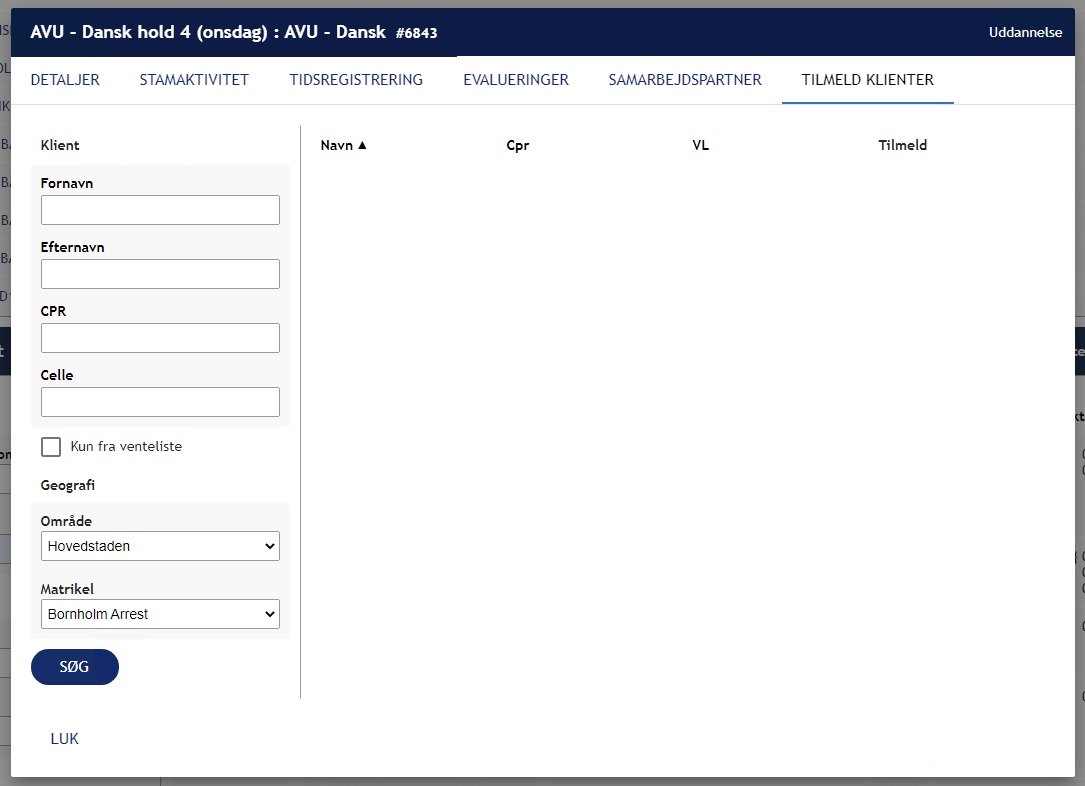 AVU - Dansk hold 4 (onsdag) : AVU - Dansk #6843
Uddannelse
DETALJER
STAMAKTIVITET
TIDSREGISTRERING
EVALUERINGER
SAMARBEJDSPARTNER
TILMELD KLIENTER
Klient
Fornavn
Efternavn
CPR
Celle
Kun fra venteliste
Geografi
Område
Hovedstaden
Matrikel
Bornholm Arrest
SØG
LUK
Navn ▲
Cpr
VL
Tilmeld